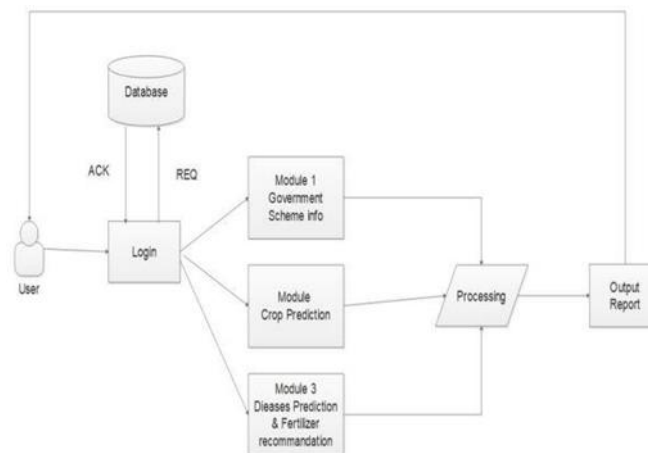 Database
ACK
REQ
Module 1
Government
Scheme info
User
Login
Module
Crop Prediction
Processing
Output
Report
Module 3
Dieases Prediction
& Fertilizer
recommandation